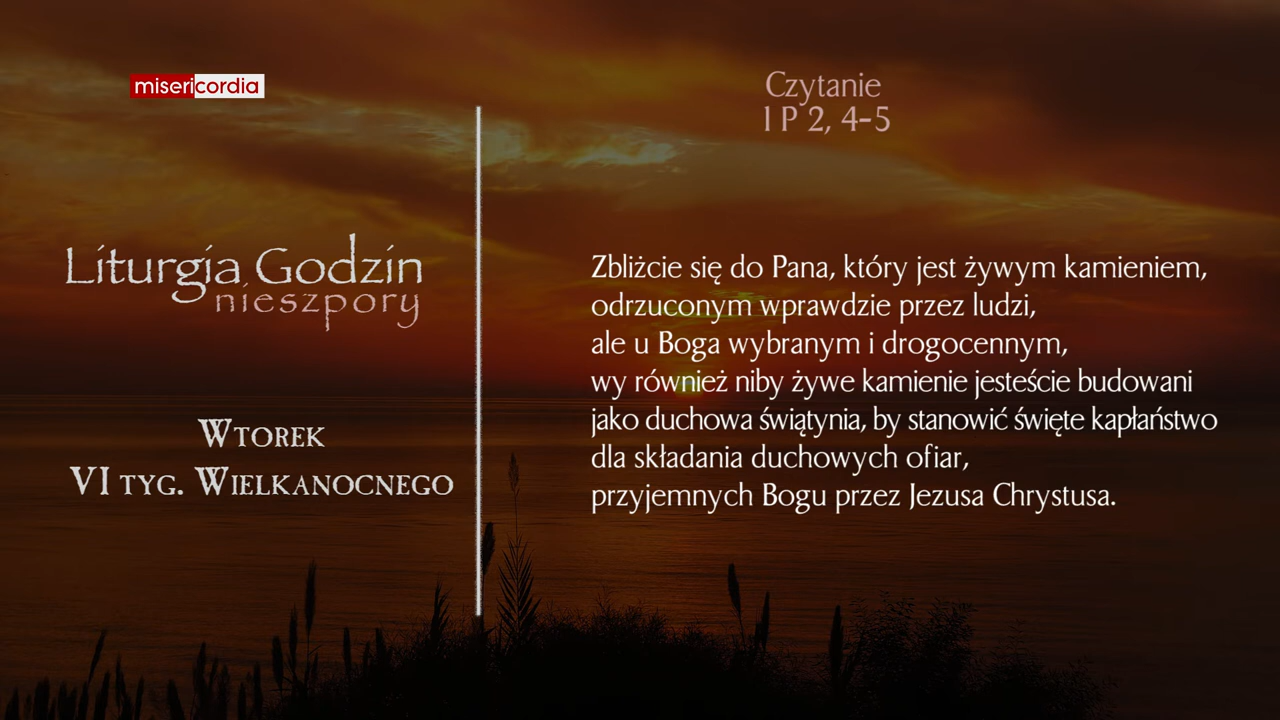 misericordia
Liturgia Godzin
nieszpory
Wtorek
VI tyg. Wielkanocnego
Czytanie
1 P 2, 4-5
Zbliżcie się do Pana, który jest żywym kamieniem,
odrzuconym wprawdzie przez ludzi,
ale u Boga wybranym i drogocennym,
wy również niby żywe kamienie jesteście budowani
jako duchowa świątynia, by stanowić święte kapłaństwo
dla składania duchowych ofiar,
przyjemnych Bogu przez Jezusa Chrystusa.